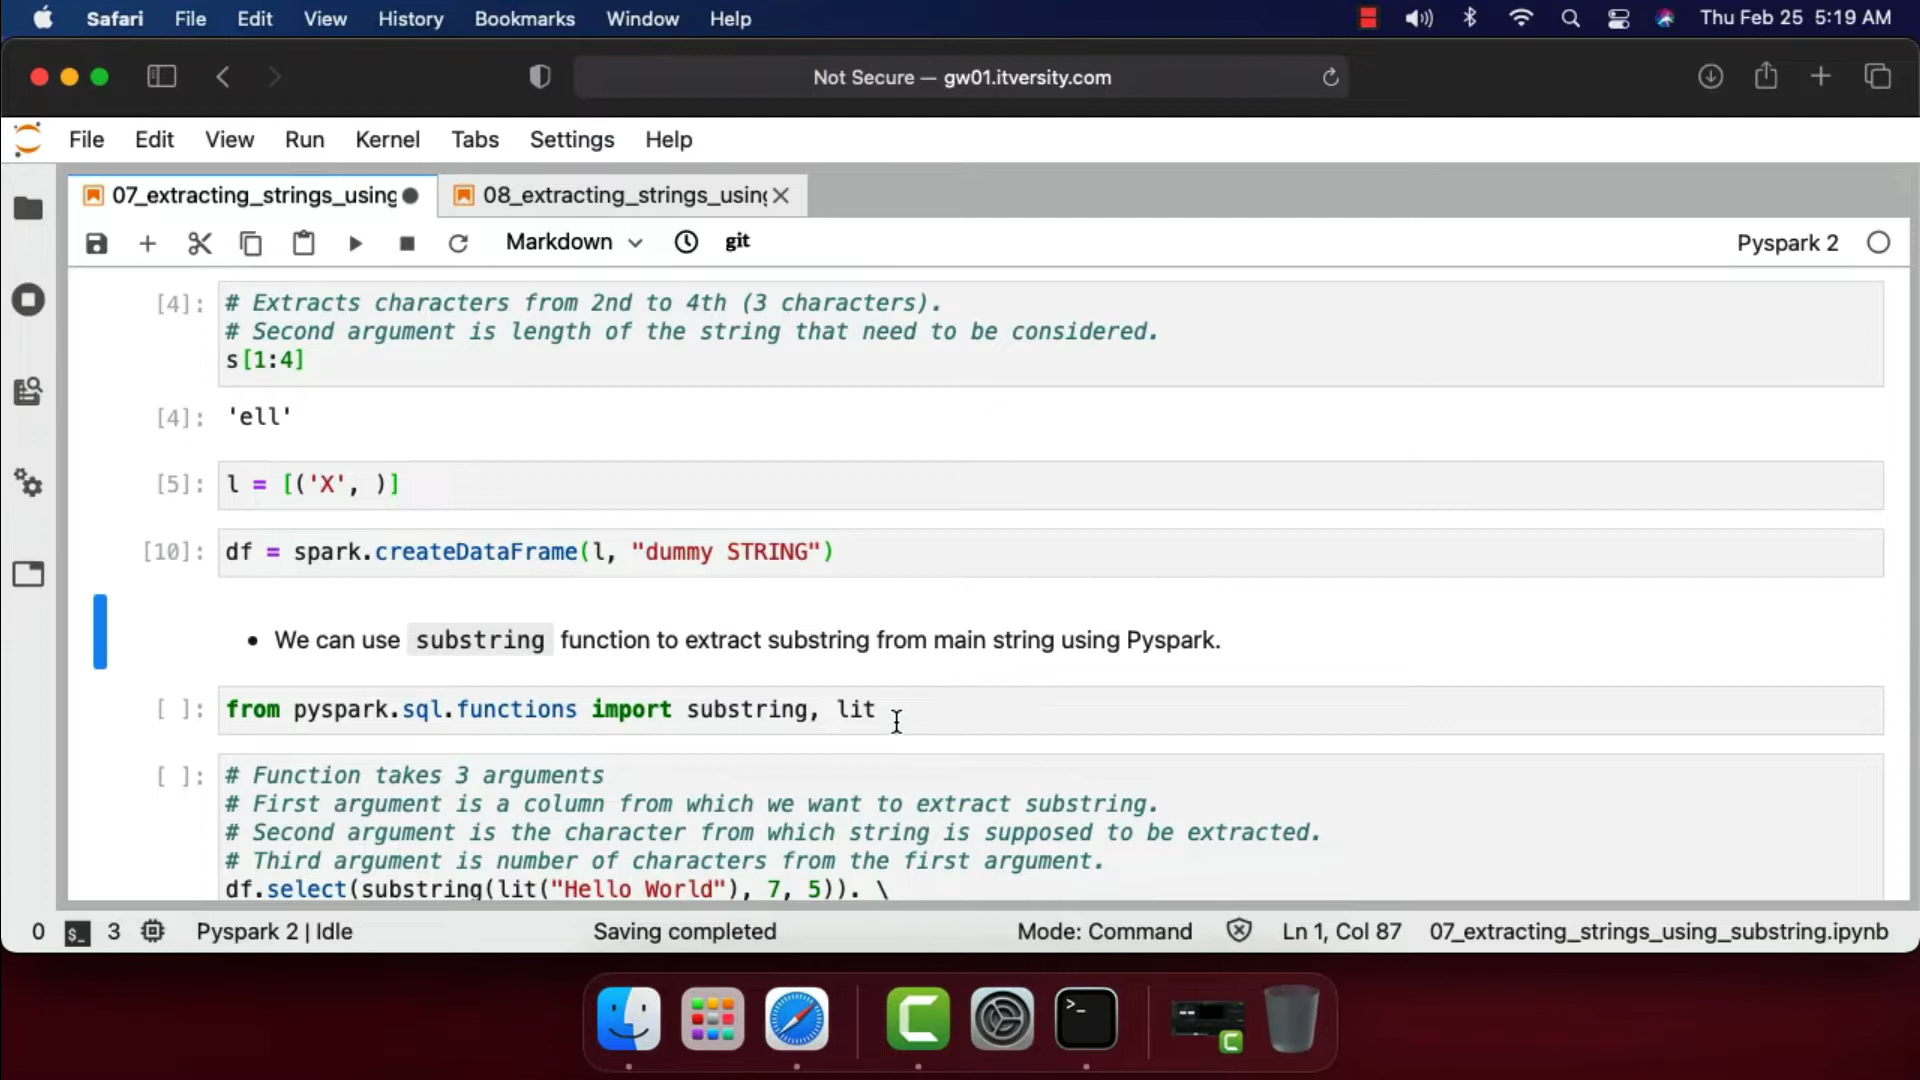 Safari File Edit View History Bookmarks Window Help Thu Feb 25 5:19 AM
Not Secure — gw01.itversity.com
File Edit View Run Kernel Tabs Settings Help
07_extracting_strings_using 08_extracting_strings_using
Markdown git Pyspark 2
[4]: # Extracts characters from 2nd to 4th (3 characters).
# Second argument is length of the string that need to be considered.
s[1:4]
[4]: 'ell'
[5]: l = [('X', )]
[10]: df = spark.createDataFrame(l, "dummy STRING")
• We can use substring function to extract substring from main string using Pyspark.
[ ]: from pyspark.sql.functions import substring, lit
[ ]: # Function takes 3 arguments
# First argument is a column from which we want to extract substring.
# Second argument is the character from which string is supposed to be extracted.
# Third argument is number of characters from the first argument.
df.select(substring(lit("Hello World"), 7, 5)). \
0 $_ 3 Pyspark 2 | Idle Saving completed Mode: Command Ln 1, Col 87 07_extracting_strings_using_substring.ipynb
>_